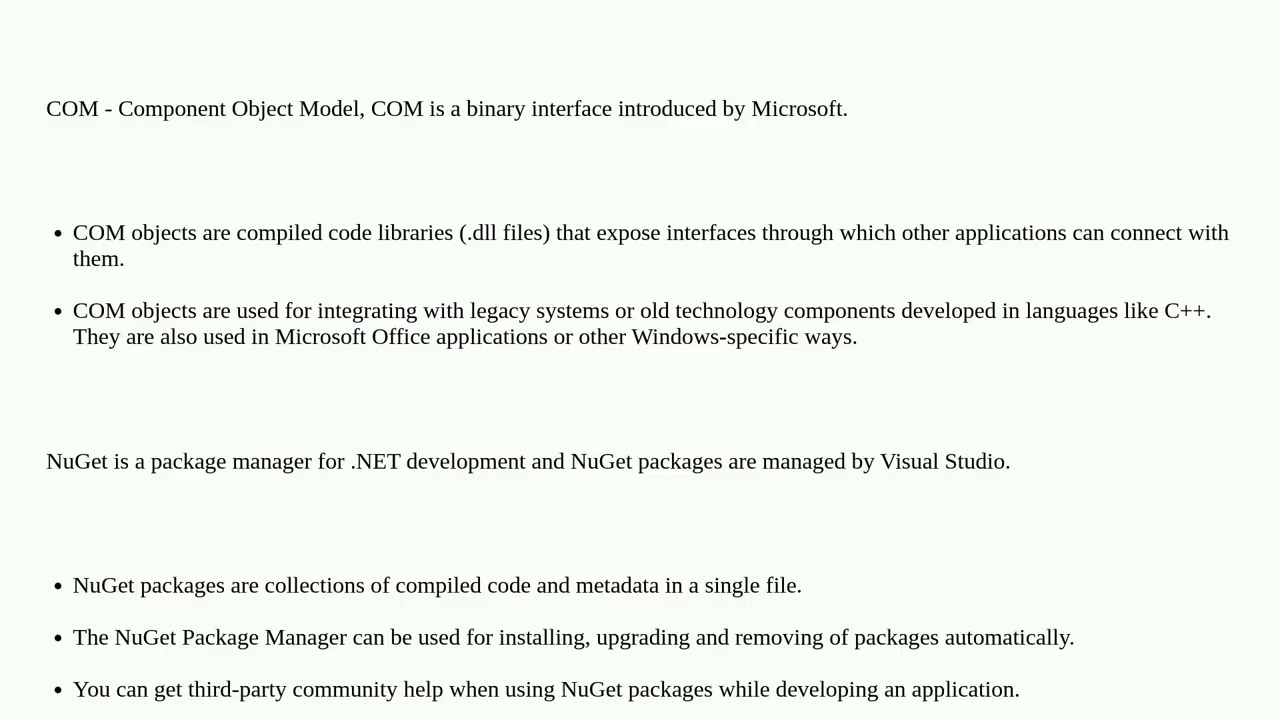 COM - Component Object Model, COM is a binary interface introduced by Microsoft.
• COM objects are compiled code libraries (.dll files) that expose interfaces through which other applications can connect with
them.
• COM objects are used for integrating with legacy systems or old technology components developed in languages like C++.
They are also used in Microsoft Office applications or other Windows-specific ways.
NuGet is a package manager for .NET development and NuGet packages are managed by Visual Studio.
• NuGet packages are collections of compiled code and metadata in a single file.
• The NuGet Package Manager can be used for installing, upgrading and removing of packages automatically.
• You can get third-party community help when using NuGet packages while developing an application.